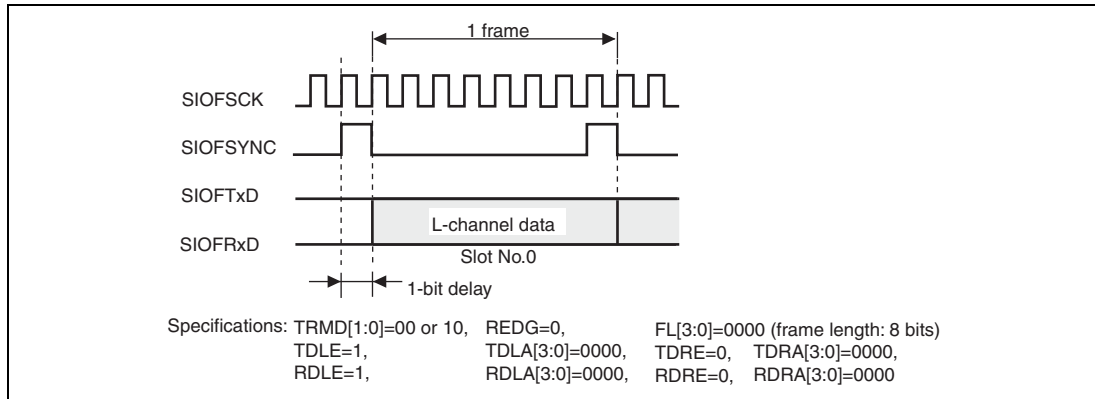 1 frame
SIOFSCK
SIOFSYNC
SIOFTxD
L-channel data
SIOFRxD
Slot No.0
1-bit delay
Specifications: TRMD[1:0]=00 or 10, REDG=0, FL[3:0]=0000 (frame length: 8 bits)
TDLE=1, TDLA[3:0]=0000, TDRE=0, TDRA[3:0]=0000,
RDLE=1, RDLA[3:0]=0000, RDRE=0, RDRA[3:0]=0000